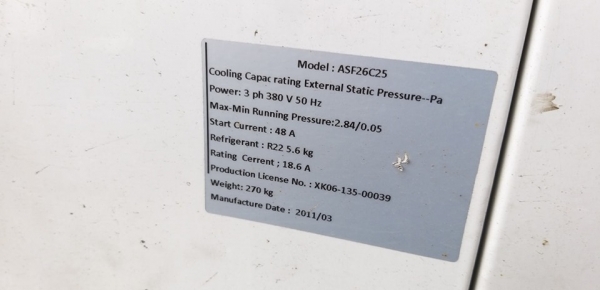 Model : ASF26C25
Cooling Capac rating External Static Pressure--Pa
Power: 3 ph 380 V 50 Hz
Max-Min Running Pressure:2.84/0.05
Start Current : 48 A
Refrigerant : R22 5.6 kg
Rating Cerrent ; 18.6 A
Production License No. : XK06-135-00039
Weight: 270 kg
Manufacture Date : 2011/03